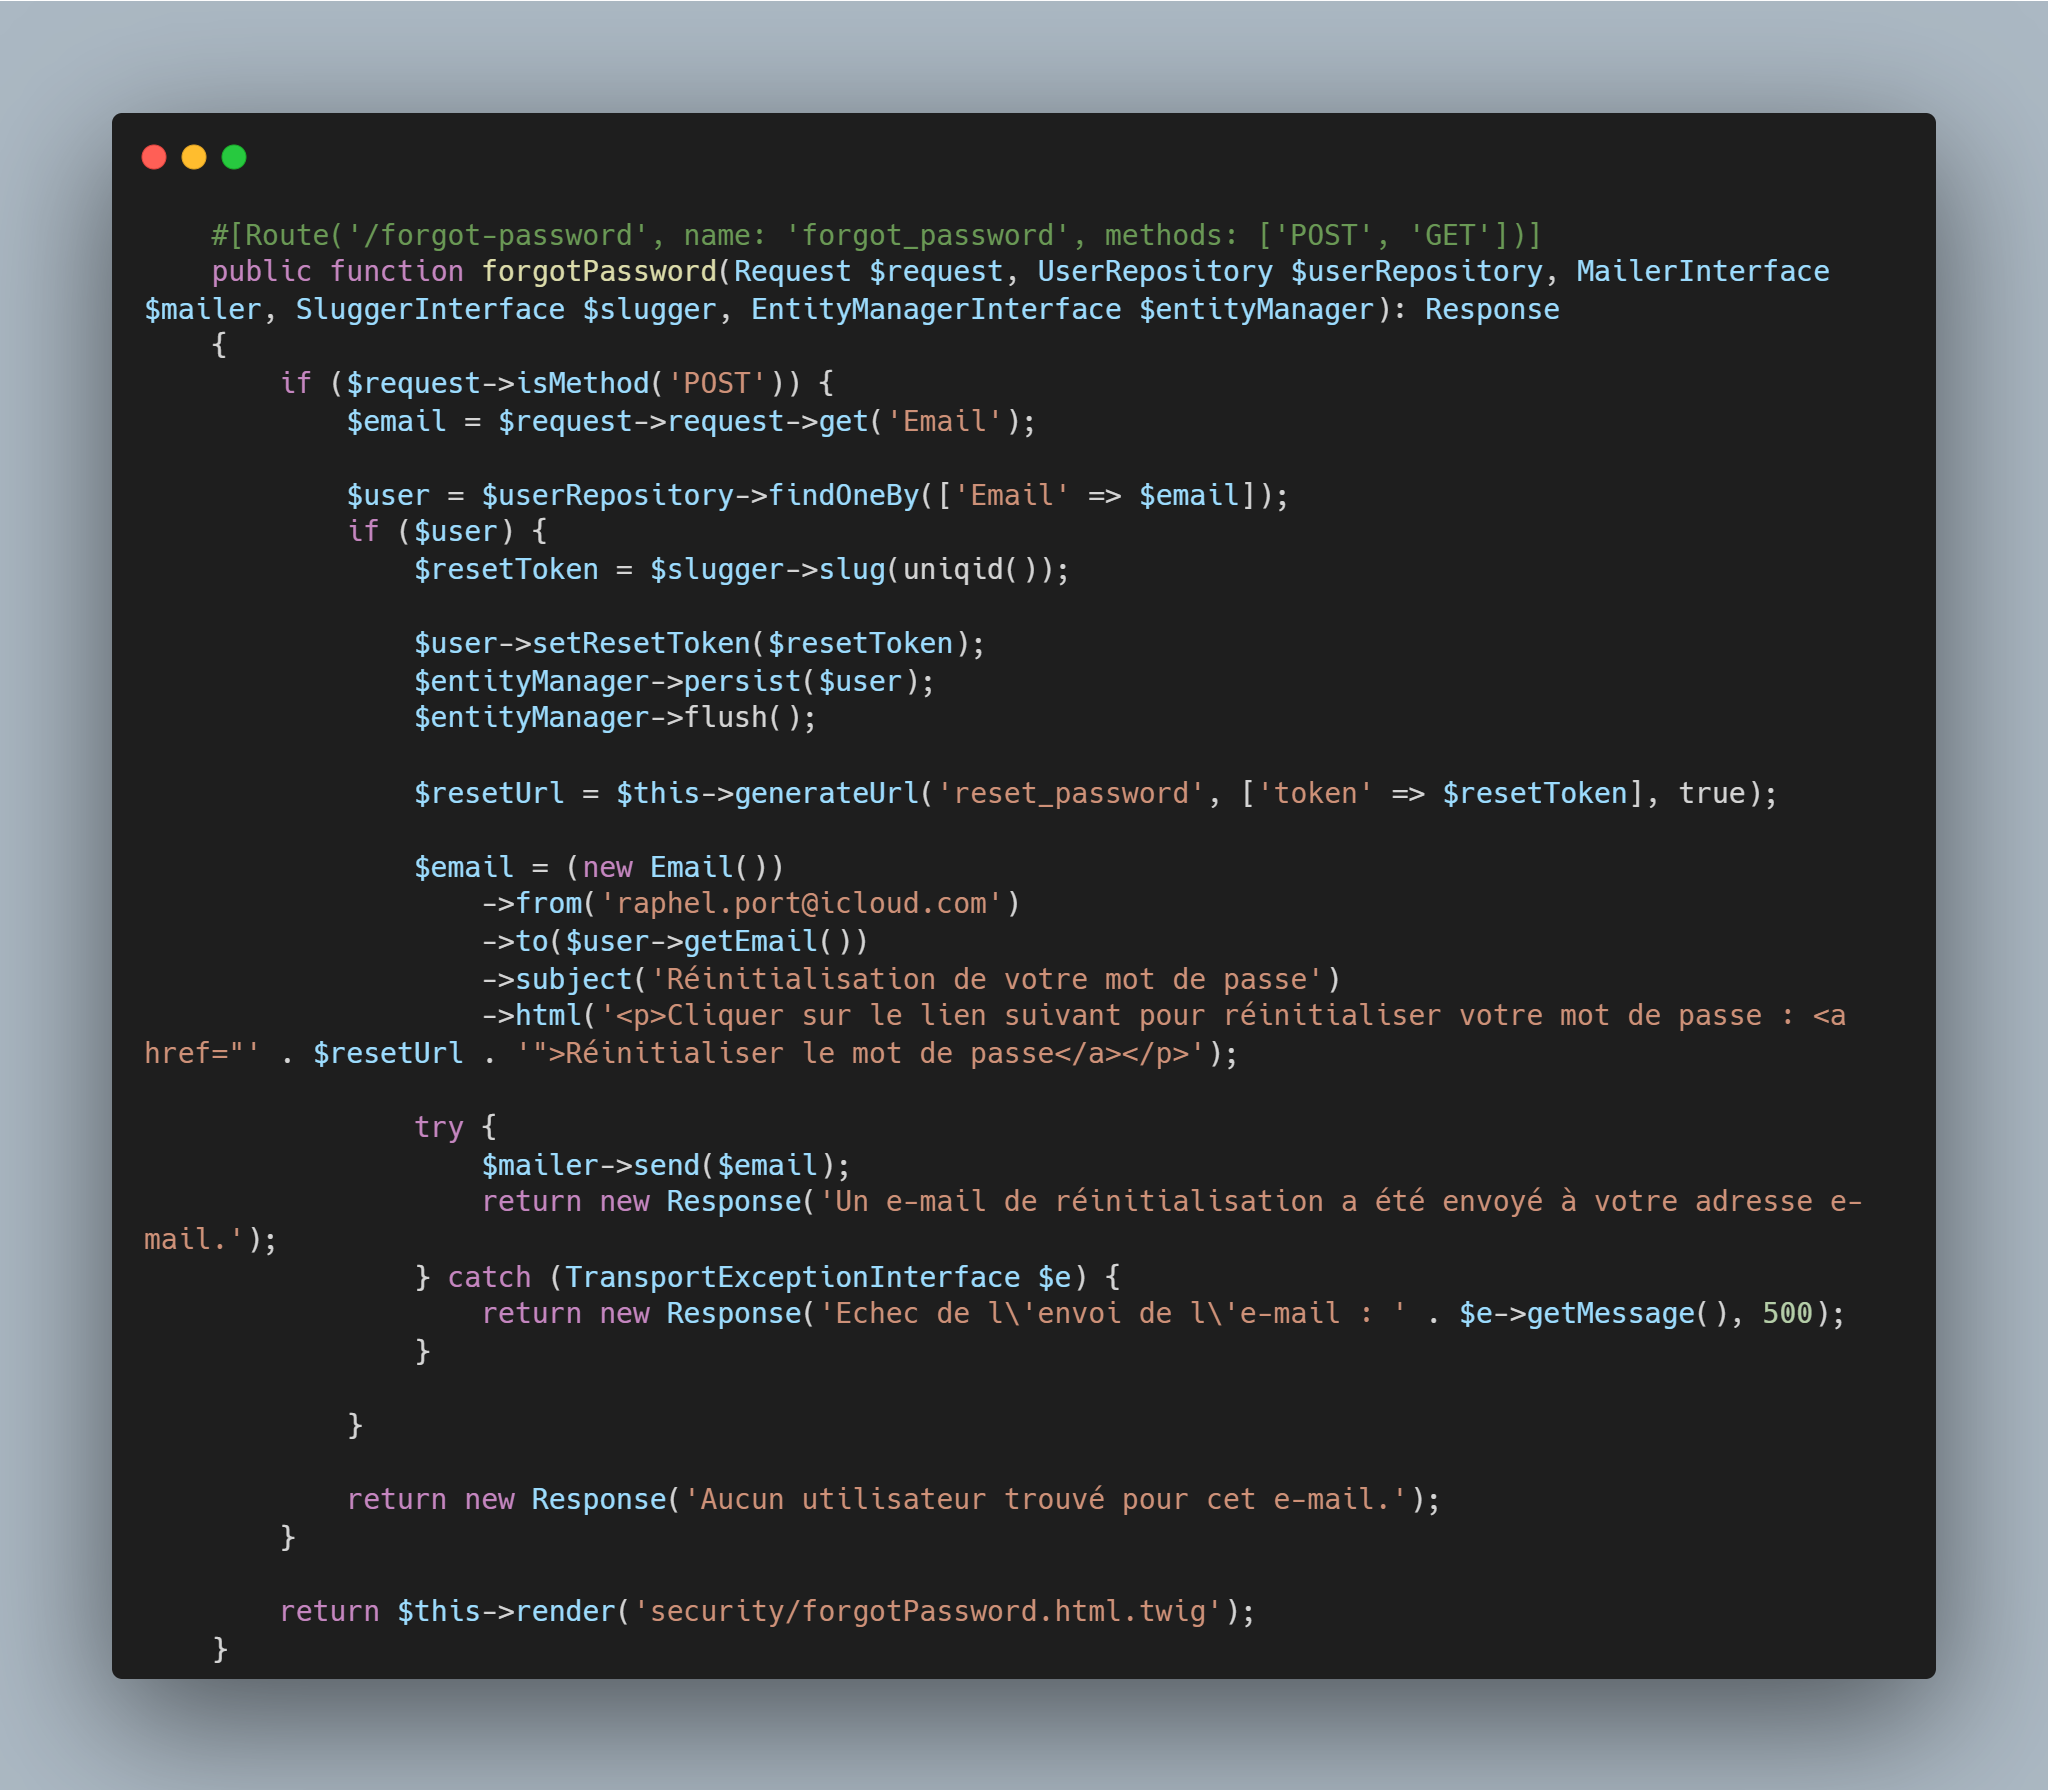 #[Route('/forgot-password', name: 'forgot_password', methods: ['POST', 'GET'])]
public function forgotPassword(Request $request, UserRepository $userRepository, MailerInterface
$mailer, SluggerInterface $slugger, EntityManagerInterface $entityManager): Response
{
if ($request->isMethod('POST')) {
$email = $request->request->get('Email');
$user = $userRepository->findOneBy(['Email' => $email]);
if ($user) {
$resetToken = $slugger->slug(uniqid());
$user->setResetToken($resetToken);
$entityManager->persist($user);
$entityManager->flush();
$resetUrl = $this->generateUrl('reset_password', ['token' => $resetToken], true);
$email = (new Email())
->from('raphel.port@icloud.com')
->to($user->getEmail())
->subject('Réinitialisation de votre mot de passe')
->html('<p>Cliquer sur le lien suivant pour réinitialiser votre mot de passe : <a
href="' . $resetUrl . '">Réinitialiser le mot de passe</a></p>');
try {
$mailer->send($email);
return new Response('Un e-mail de réinitialisation a été envoyé à votre adresse e-
mail.');
} catch (TransportExceptionInterface $e) {
return new Response('Echec de l\'envoi de l\'e-mail : ' . $e->getMessage(), 500);
}
}
return new Response('Aucun utilisateur trouvé pour cet e-mail.');
}
return $this->render('security/forgotPassword.html.twig');
}